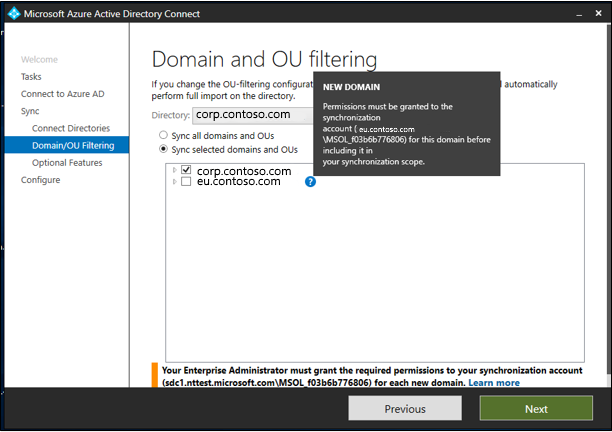 Microsoft Azure Active Directory Connect
Welcome
Tasks
Connect to Azure AD
Sync
Connect Directories
Domain/OU Filtering
Optional Features
Configure
Domain and OU filtering
If you change the OU-filtering configurat
automatically
perform full import on the directory.
Directory: corp.contoso.com
Sync all domains and OUs
Sync selected domains and OUs
NEW DOMAIN
Permissions must be granted to the
synchronization
account ( eu.contoso.com
\MSOL_f03b6b776806) for this domain before
including it in
your synchronization scope.
corp.contoso.com
eu.contoso.com ?
Your Enterprise Administrator must grant the required permissions to your synchronization account
(sdc1.nttest.microsoft.com\MSOL_f03b6b776806) for each new domain. Learn more
Previous
Next